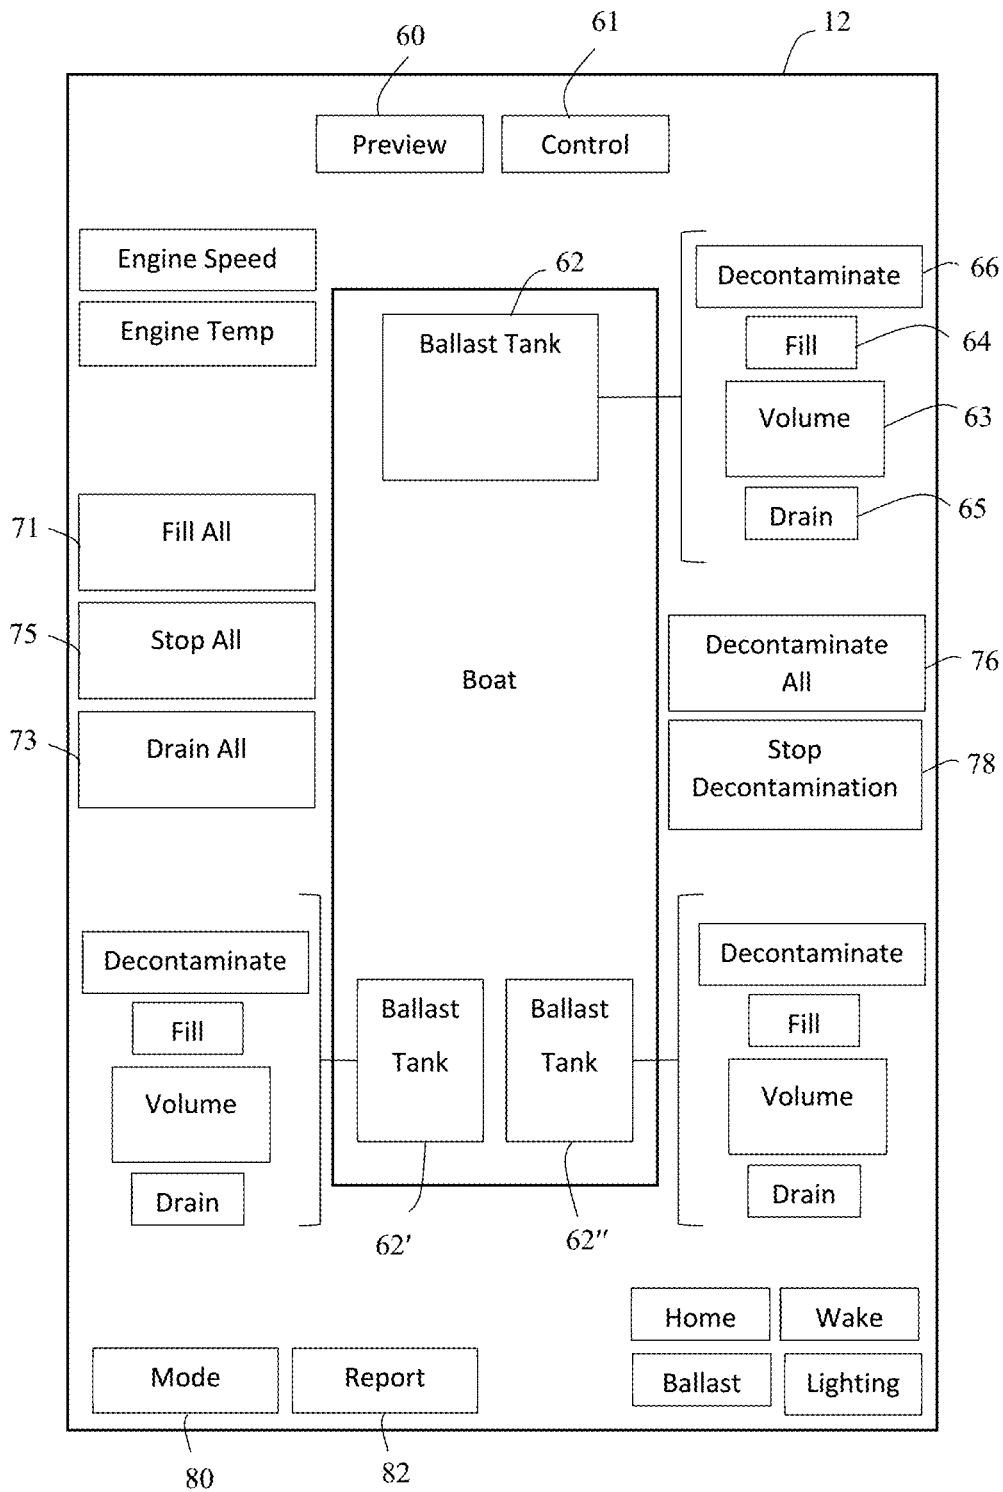 60
61
12
Preview
Control
Engine Speed
Engine Temp
62
Ballast Tank
Decontaminate
66
Fill
64
Volume
63
Drain
65
71
Fill All
75
Stop All
73
Drain All
Boat
Decontaminate
All
76
Stop
Decontamination
78
Decontaminate
Fill
Volume
Drain
Ballast
Tank
Ballast
Tank
62'
62"
Decontaminate
Fill
Volume
Drain
Home
Wake
Ballast
Lighting
Mode
Report
80
82